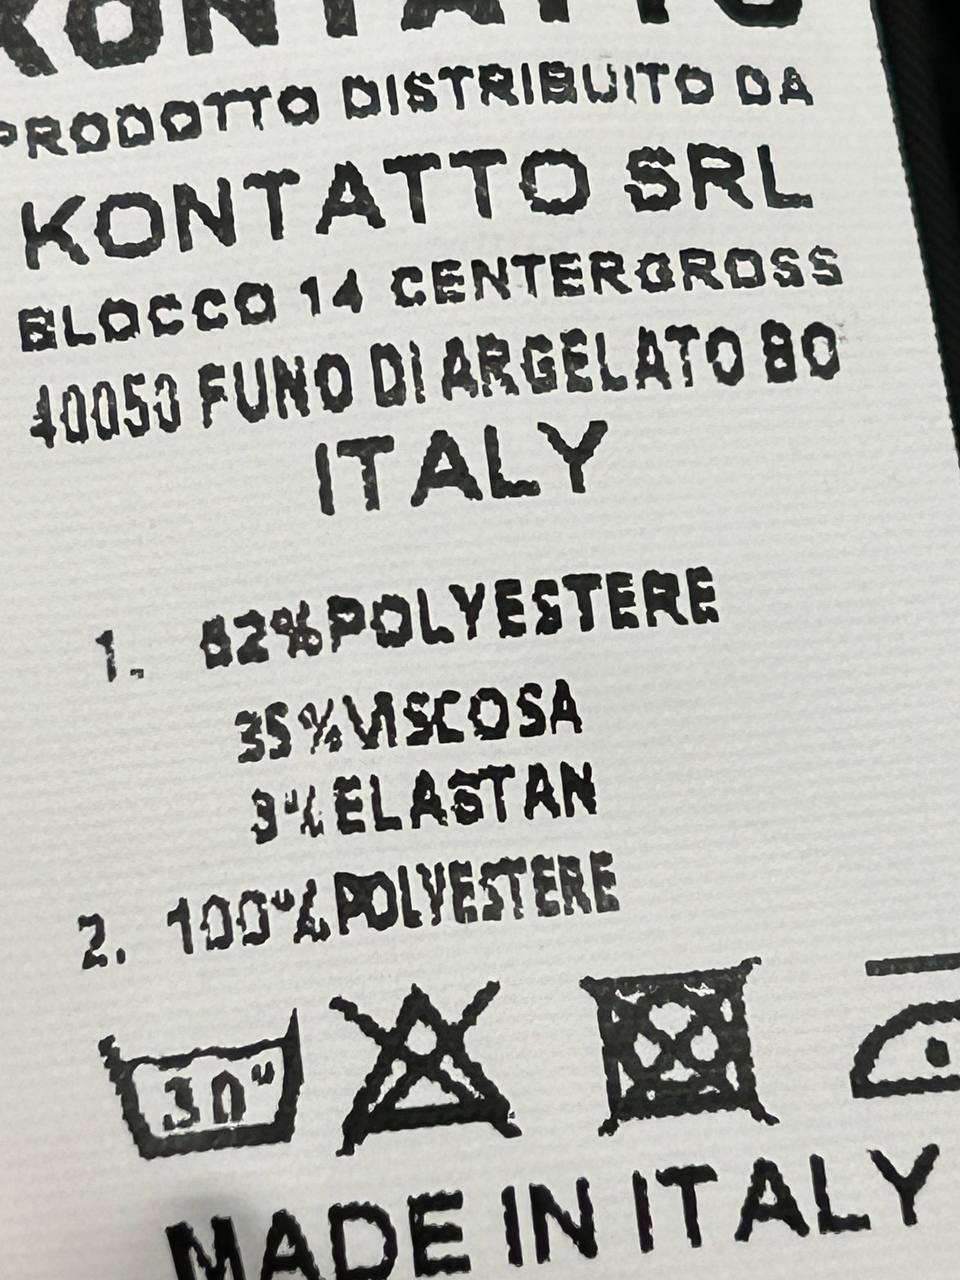 KONTATTO
PRODOTTO DISTRIBUITO DA
KONTATTO SRL
BLOCCO 14 CENTERGROSS
40050 FUNO DI ARGELATO BO
ITALY
1. 62%POLYESTERE
35%VISCOSA
3%ELASTAN
2. 100%POLYESTERE
30°
MADE IN ITALY